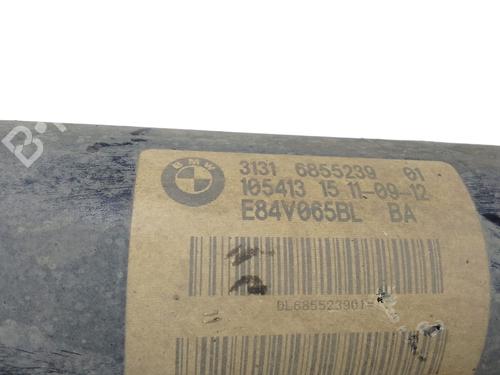 BMW
3131 6855239 01
105413 15 11-09-12
E84V065BL BA
DL685523901=